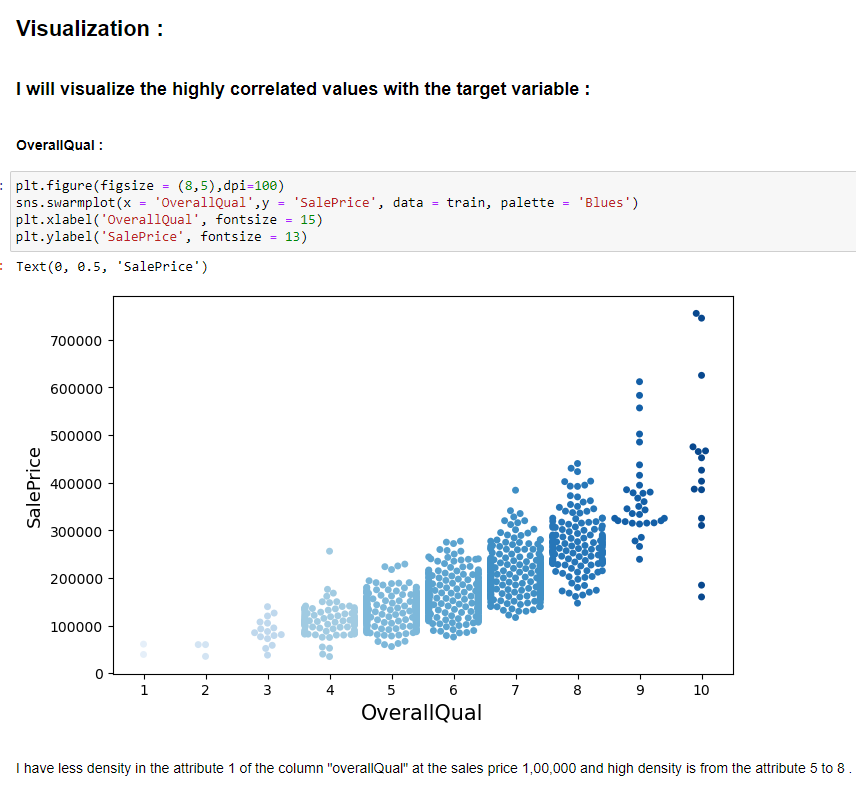 Visualization :
I will visualize the highly correlated values with the target variable :
OverallQual :
: plt.figure(figsize = (8,5),dpi=100)
sns.swarmplot(x = 'OverallQual',y = 'SalePrice', data = train, palette = 'Blues')
plt.xlabel('OverallQual', fontsize = 15)
plt.ylabel('SalePrice', fontsize = 13)
: Text(0, 0.5, 'SalePrice')
700000
600000
500000
400000
300000
200000
100000
0
SalePrice
1 2 3 4 5 6 7 8 9 10
OverallQual
I have less density in the attribute 1 of the column "overallQual" at the sales price 1,00,000 and high density is from the attribute 5 to 8 .